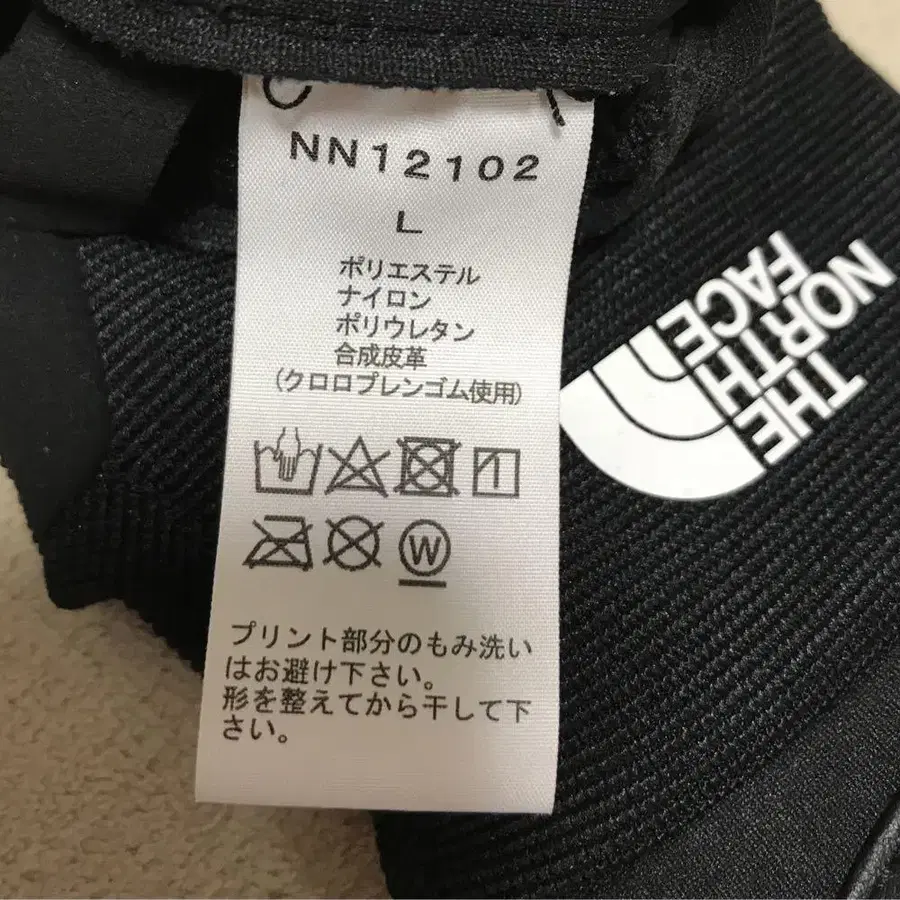 NN12102
L
ポリエステル
ナイロン
ポリウレタン
合成皮革
(クロロプレンゴム使用)
W
プリント部分のもみ洗い
はお避け下さい。
形を整えてから干して下
さい。
THE
NORTH
FACE